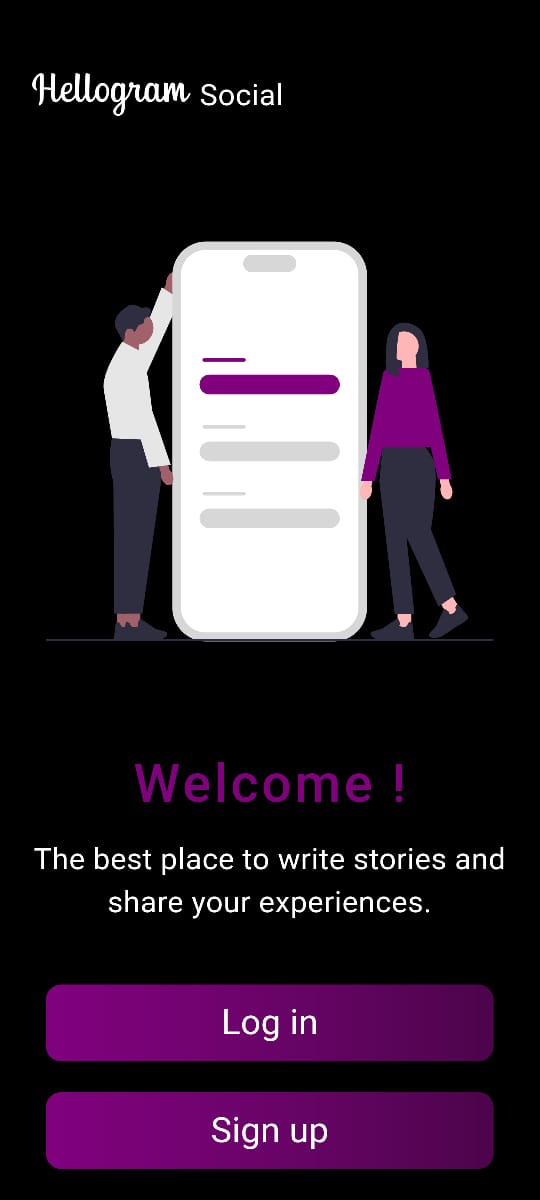 Hellogram Social
Welcome !
The best place to write stories and
share your experiences.
Log in
Sign up